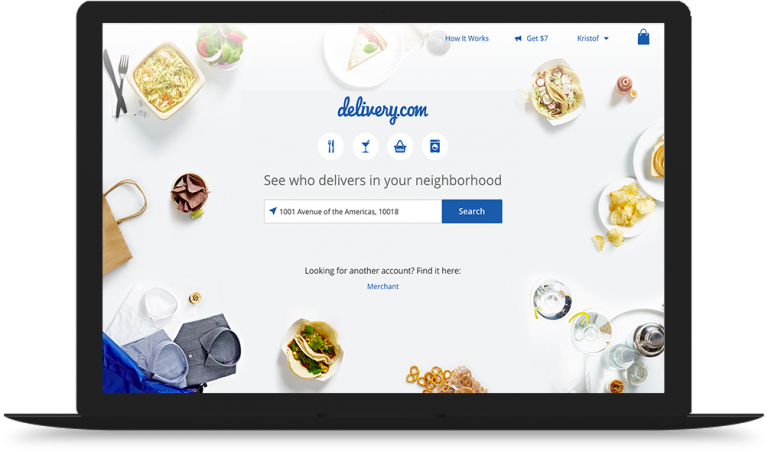 How It Works
Get $7
Kristof
delivery.com
See who delivers in your neighborhood
1001 Avenue of the Americas, 10018
Search
Looking for another account? Find it here:
Merchant